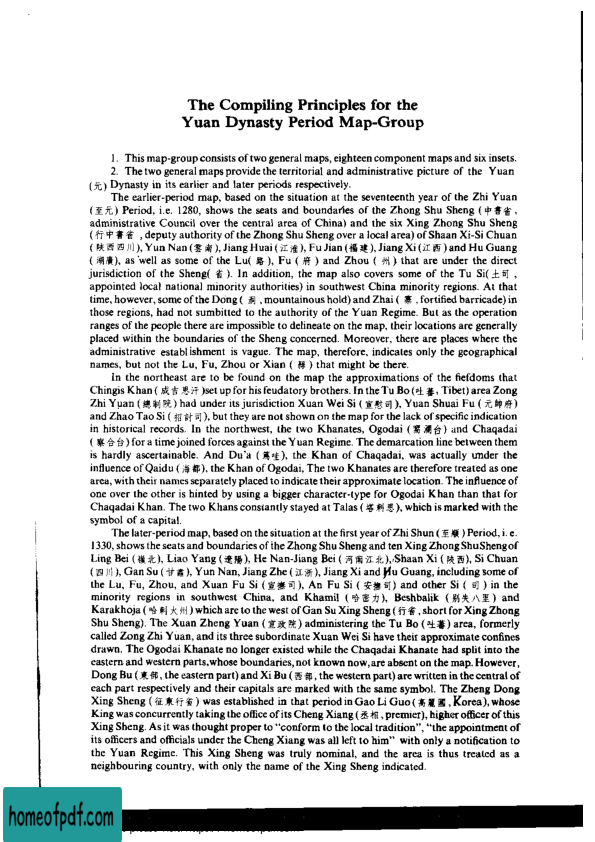 The Compiling Principles for the
Yuan Dynasty Period Map-Group
1. This map-group consists of two general maps, eighteen component maps and six insets.
2. The two general maps provide the territorial and administrative picture of the Yuan
(元) Dynasty in its earlier and later periods respectively.
The earlier-period map, based on the situation at the seventeenth year of the Zhi Yuan
(至元) Period, i.e. 1280, shows the seats and boundaries of the Zhong Shu Sheng (中書省,
administrative Council over the central area of China) and the six Xing Zhong Shu Sheng
(行中書省, deputy authority of the Zhong Shu Sheng over a local area) of Shaan Xi-Si Chuan
(陝西四川), Yun Nan (雲南), Jiang Huai (江淮), Fu Jian (福建), Jiang Xi (江西) and Hu Guang
(湖廣), as well as some of the Lu( 路 ), Fu ( 府 ) and Zhou ( 州 ) that are under the direct
jurisdiction of the Sheng( 省 ). In addition, the map also covers some of the Tu Si(土司,
appointed local national minority authorities) in southwest China minority regions. At that
time, however, some of the Dong ( 洞 , mountainous hold) and Zhai ( 寨 , fortified barricade) in
those regions, had not sumbitted to the authority of the Yuan Regime. But as the operation
ranges of the people there are impossible to delineate on the map, their locations are generally
placed within the boundaries of the Sheng concerned. Moreover, there are places where the
administrative establishment is vague. The map, therefore, indicates only the geographical
names, but not the Lu, Fu, Zhou or Xian ( 縣 ) that might be there.
In the northeast are to be found on the map the approximations of the fiefdoms that
Chingis Khan (成吉思汗)set up for his feudatory brothers. In the Tu Bo (吐蕃, Tibet) area Zong
Zhi Yuan (總制院) had under its jurisdiction Xuan Wei Si (宣慰司), Yuan Shuai Fu (元帥府)
and Zhao Tao Si (招討司), but they are not shown on the map for the lack of specific indication
in historical records. In the northwest, the two Khanates, Ogodai (窩濶台) and Chaqadai
(察合台) for a time joined forces against the Yuan Regime. The demarcation line between them
is hardly ascertainable. And Du'a (篤哇), the Khan of Chaqadai, was actually under the
influence of Qaidu (海都), the Khan of Ogodai, The two Khanates are therefore treated as one
area, with their names separately placed to indicate their approximate location. The influence of
one over the other is hinted by using a bigger character-type for Ogodai Khan than that for
Chaqadai Khan. The two Khans constantly stayed at Talas (塔剌思), which is marked with the
symbol of a capital.
The later-period map, based on the situation at the first year of Zhi Shun (至順) Period, i. e.
1330, shows the seats and boundaries of the Zhong Shu Sheng and ten Xing Zhong Shu Sheng of
Ling Bei (嶺北), Liao Yang (遼陽), He Nan-Jiang Bei (河南江北), Shaan Xi (陝西), Si Chuan
(四川), Gan Su (甘肅), Yun Nan, Jiang Zhe (江浙), Jiang Xi and Hu Guang, including some of
the Lu, Fu, Zhou, and Xuan Fu Si (宣撫司), An Fu Si (安撫司) and other Si ( 司 ) in the
minority regions in southwest China, and Khamil (哈密力), Beshbalik (別失八里) and
Karakhoja (哈剌火州) which are to the west of Gan Su Xing Sheng (行省, short for Xing Zhong
Shu Sheng). The Xuan Zheng Yuan (宣政院) administering the Tu Bo (吐蕃) area, formerly
called Zong Zhi Yuan, and its three subordinate Xuan Wei Si have their approximate confines
drawn. The Ogodai Khanate no longer existed while the Chaqadai Khanate had split into the
eastern and western parts,whose boundaries, not known now, are absent on the map. However,
Dong Bu (東部, the eastern part) and Xi Bu (西部, the western part) are written in the central of
each part respectively and their capitals are marked with the same symbol. The Zheng Dong
Xing Sheng (征東行省) was established in that period in Gao Li Guo (高麗國, Korea), whose
King was concurrently taking the office of its Cheng Xiang (丞相, premier), higher officer of this
Xing Sheng. As it was thought proper to "conform to the local tradition", "the appointment of
its officers and officials under the Cheng Xiang was all left to him" with only a notification to
the Yuan Regime. This Xing Sheng was truly nominal, and the area is thus treated as a
neighbouring country, with only the name of the Xing Sheng indicated.
homeofpdf.com